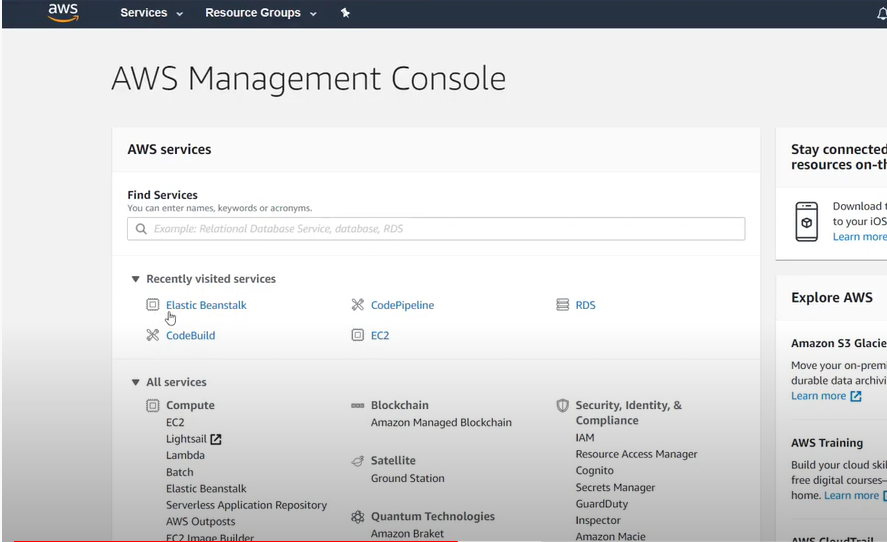 aws
Services
Resource Groups
AWS Management Console
AWS services
Find Services
You can enter names, keywords or acronyms.
Example: Relational Database Service, database, RDS
Recently visited services
Elastic Beanstalk
CodePipeline
RDS
CodeBuild
EC2
All services
Compute
EC2
Lightsail
Lambda
Batch
Elastic Beanstalk
Serverless Application Repository
AWS Outposts
EC2 Image Builder
Blockchain
Amazon Managed Blockchain
Satellite
Ground Station
Quantum Technologies
Amazon Braket
Security, Identity, &
Compliance
IAM
Resource Access Manager
Cognito
Secrets Manager
GuardDuty
Inspector
Amazon Macie
Stay connected
resources on-th
Download t
to your iOS
Learn more
Explore AWS
Amazon S3 Glacie
Move your on-premi
durable data archivi
Learn more
AWS Training
Build your cloud skil
free digital courses—
home. Learn more
AWS CloudTrail